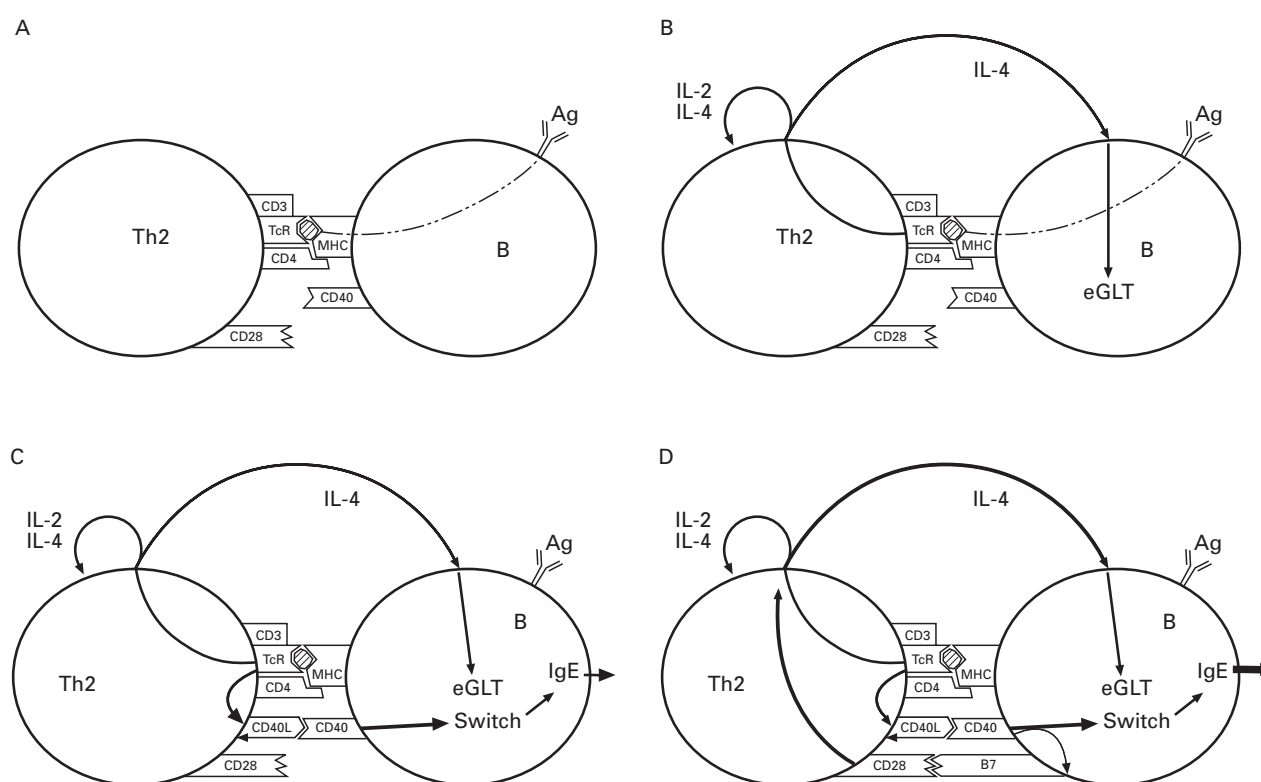 A
Ag
CD3
TcR
MHC
CD4
Th2
B
CD40
CD28
B
IL-4
IL-2
IL-4
Ag
CD3
TcR
MHC
CD4
Th2
B
eGLT
CD40
CD28
C
IL-4
IL-2
IL-4
Ag
B
CD3
TcR
MHC
CD4
Th2
IgE
eGLT
Switch
CD40L
CD40
CD28
D
IL-4
IL-2
IL-4
Ag
B
CD3
TcR
MHC
CD4
Th2
IgE
eGLT
Switch
CD40L
CD40
CD28
B7